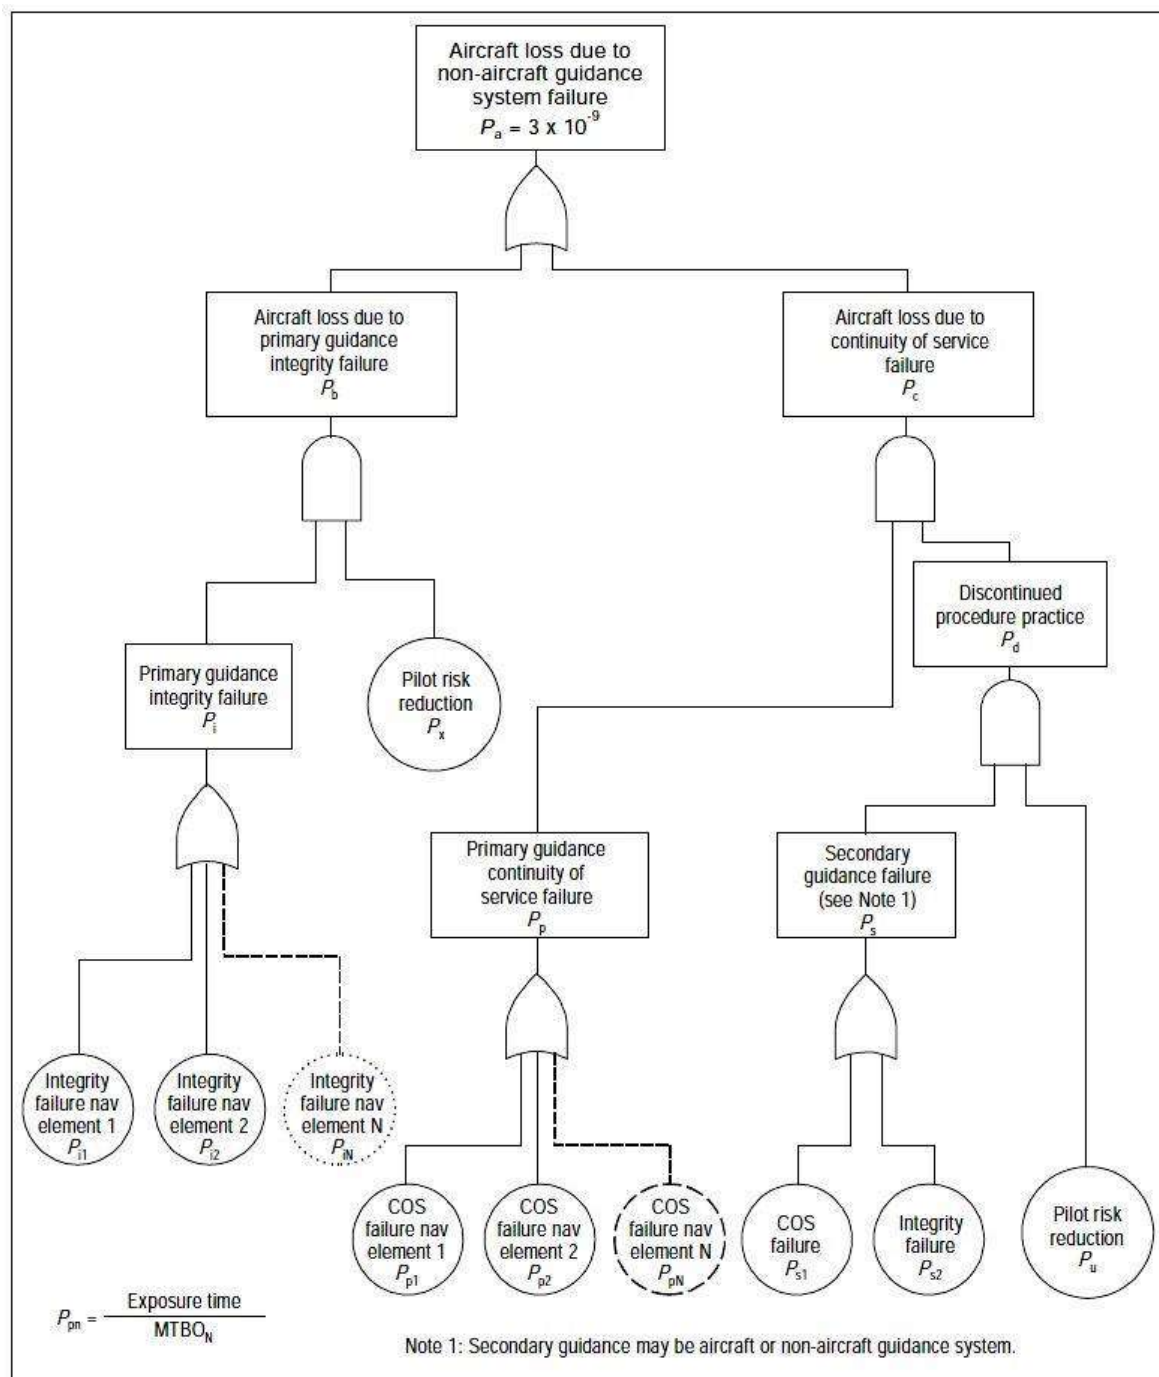 Aircraft loss due to
non-aircraft guidance
system failure
Pa = 3 x 10-9
Aircraft loss due to
primary guidance
integrity failure
Pb
Aircraft loss due to
continuity of service
failure
Pc
Discontinued
procedure practice
Pd
Primary guidance
integrity failure
Pi
Pilot risk
reduction
Px
Primary guidance
continuity of
service failure
Pp
Secondary
guidance failure
(see Note 1)
Ps
Integrity
failure nav
element 1
Pi1
Integrity
failure nav
element 2
Pi2
Integrity
failure nav
element N
PiN
COS
failure nav
element 1
Pp1
COS
failure nav
element 2
Pp2
COS
failure nav
element N
PpN
COS
failure
Ps1
Integrity
failure
Ps2
Pilot risk
reduction
Pu
Ppn = Exposure time
MTBON
Note 1: Secondary guidance may be aircraft or non-aircraft guidance system.